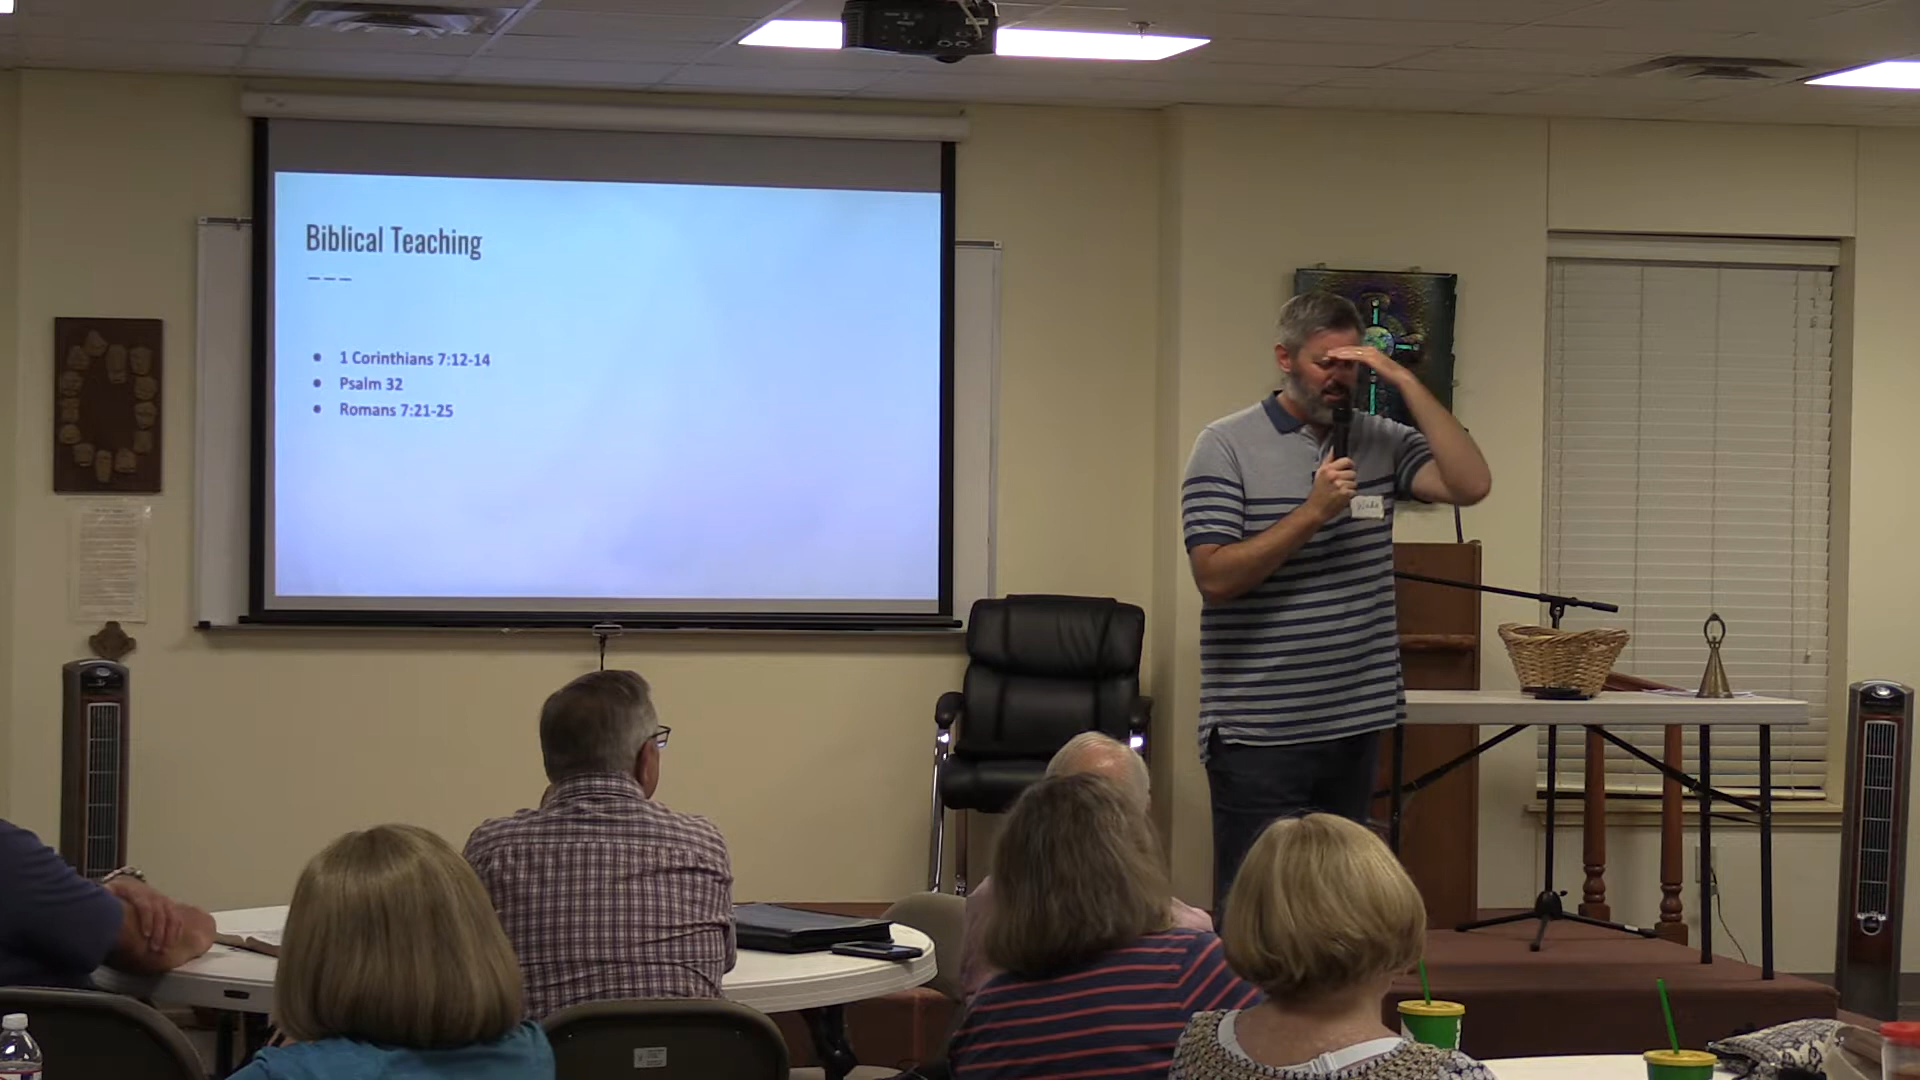 Biblical Teaching
1 Corinthians 7:12-14
Psalm 32
Romans 7:21-25